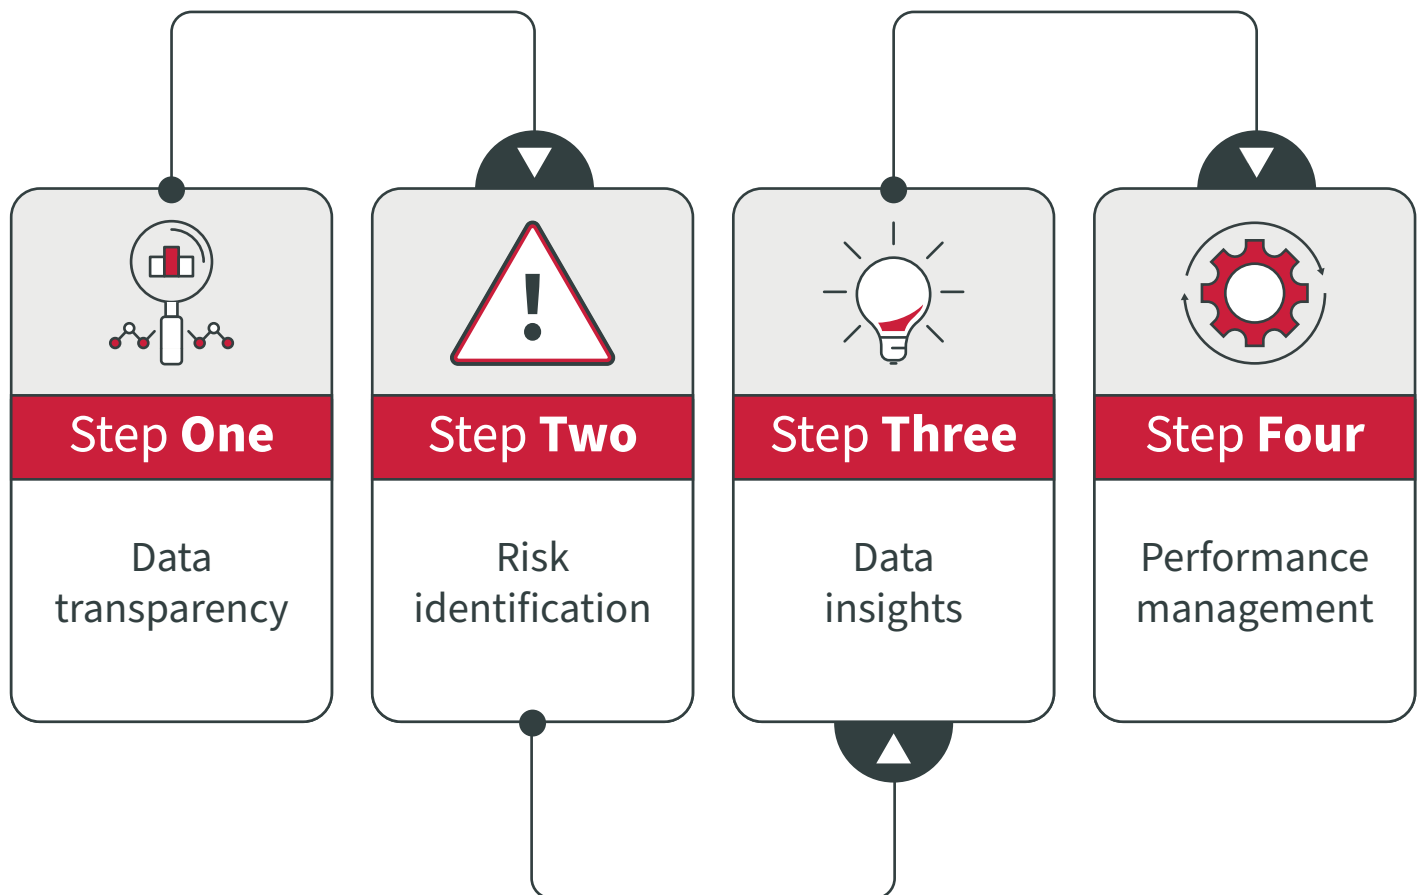 Step One
Data
transparency
Step Two
Risk
identification
Step Three
Data
insights
Step Four
Performance
management